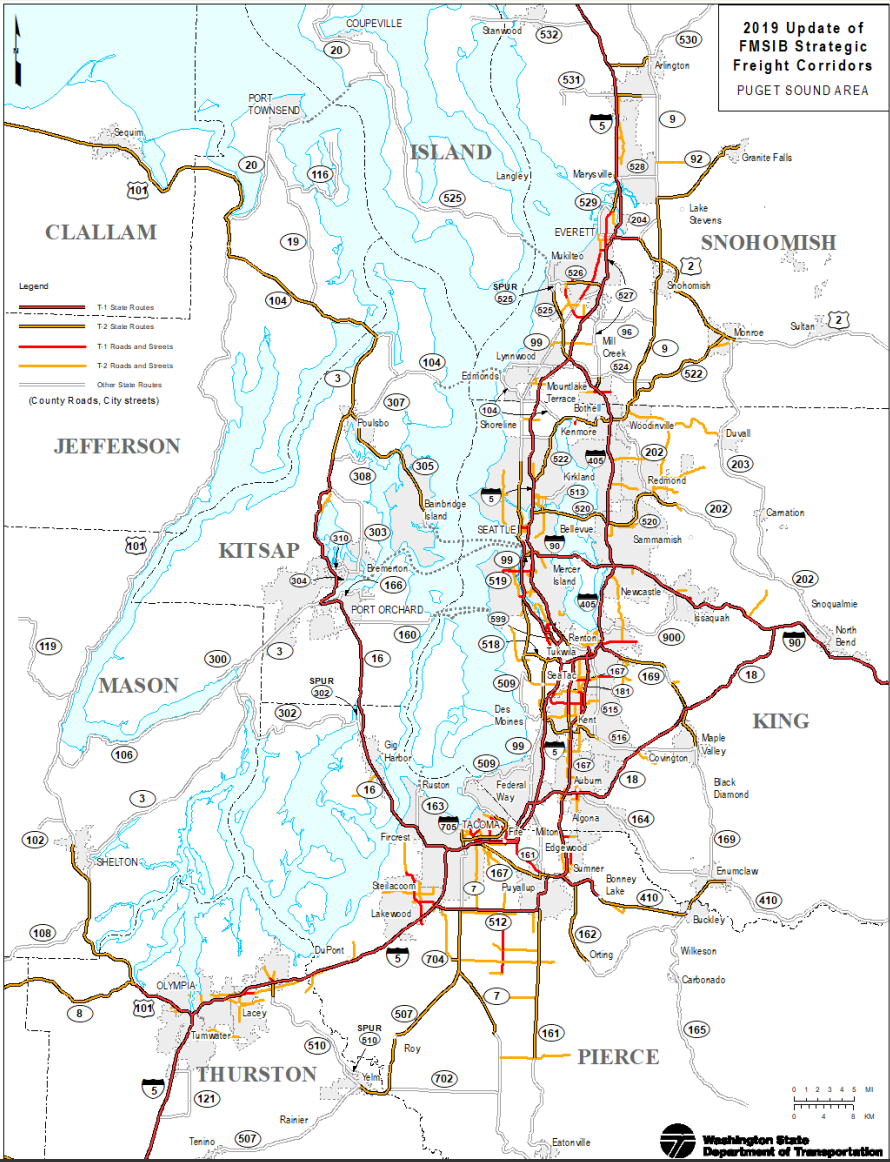 2019 Update of
FMSIB Strategic
Freight Corridors
PUGET SOUND AREA
N
COUPEVILLE
20
Stanwood
532
530
Arlington
531
5
9
PORT
TOWNSEND
Sequim
20
116
101
ISLAND
Langley
525
Marysville
528
92
Granite Falls
529
204
Lake
Stevens
CLALLAM
19
EVERETT
SNOHOMISH
Mukilteo
526
2
Snohomish
SPUR
525
527
525
104
Legend
T-1 State Routes
T-2 State Routes
T-1 Roads and Streets
T-2 Roads and Streets
Other State Routes
(County Roads, City streets)
96
99
Mill
Creek
9
Monroe
Sultan
2
Lynnwood
524
522
104
3
Edmonds
Mountlake
Terrace
307
104
Bothell
Shoreline
Kenmore
Woodinville
Poulsbo
JEFFERSON
Duvall
305
522
405
202
203
308
Kirkland
5
513
Redmond
Bainbridge
Island
520
202
Carnation
SEATTLE
Bellevue
520
303
101
KITSAP
310
90
Sammamish
99
Mercer
Island
Bremerton
304
166
519
202
405
Newcastle
PORT ORCHARD
599
Issaquah
Snoqualmie
160
North
Bend
119
3
518
Renton
900
90
300
16
Tukwila
SeaTac
167
169
18
MASON
SPUR
302
509
181
302
Des
Moines
515
KING
Kent
516
Maple
Valley
106
99
5
Gig
Harbor
509
167
Covington
3
Ruston
Federal
Way
Auburn
18
Black
Diamond
16
163
Algona
164
102
705
TACOMA
Fife
Milton
Fircrest
161
Edgewood
169
SHELTON
Sumner
Enumclaw
167
Steilacoom
7
Puyallup
Bonney
Lake
410
410
Lakewood
512
Buckley
108
162
DuPont
5
704
Orting
Wilkeson
OLYMPIA
Carbonado
8
101
Lacey
7
507
Tumwater
161
165
510
SPUR
510
Roy
PIERCE
THURSTON
Yelm
702
5
121
Rainier
507
Tenino
Eatonville
0 1 2 3 4 5 MI
0 4 8 KM
Washington State
Department of Transportation